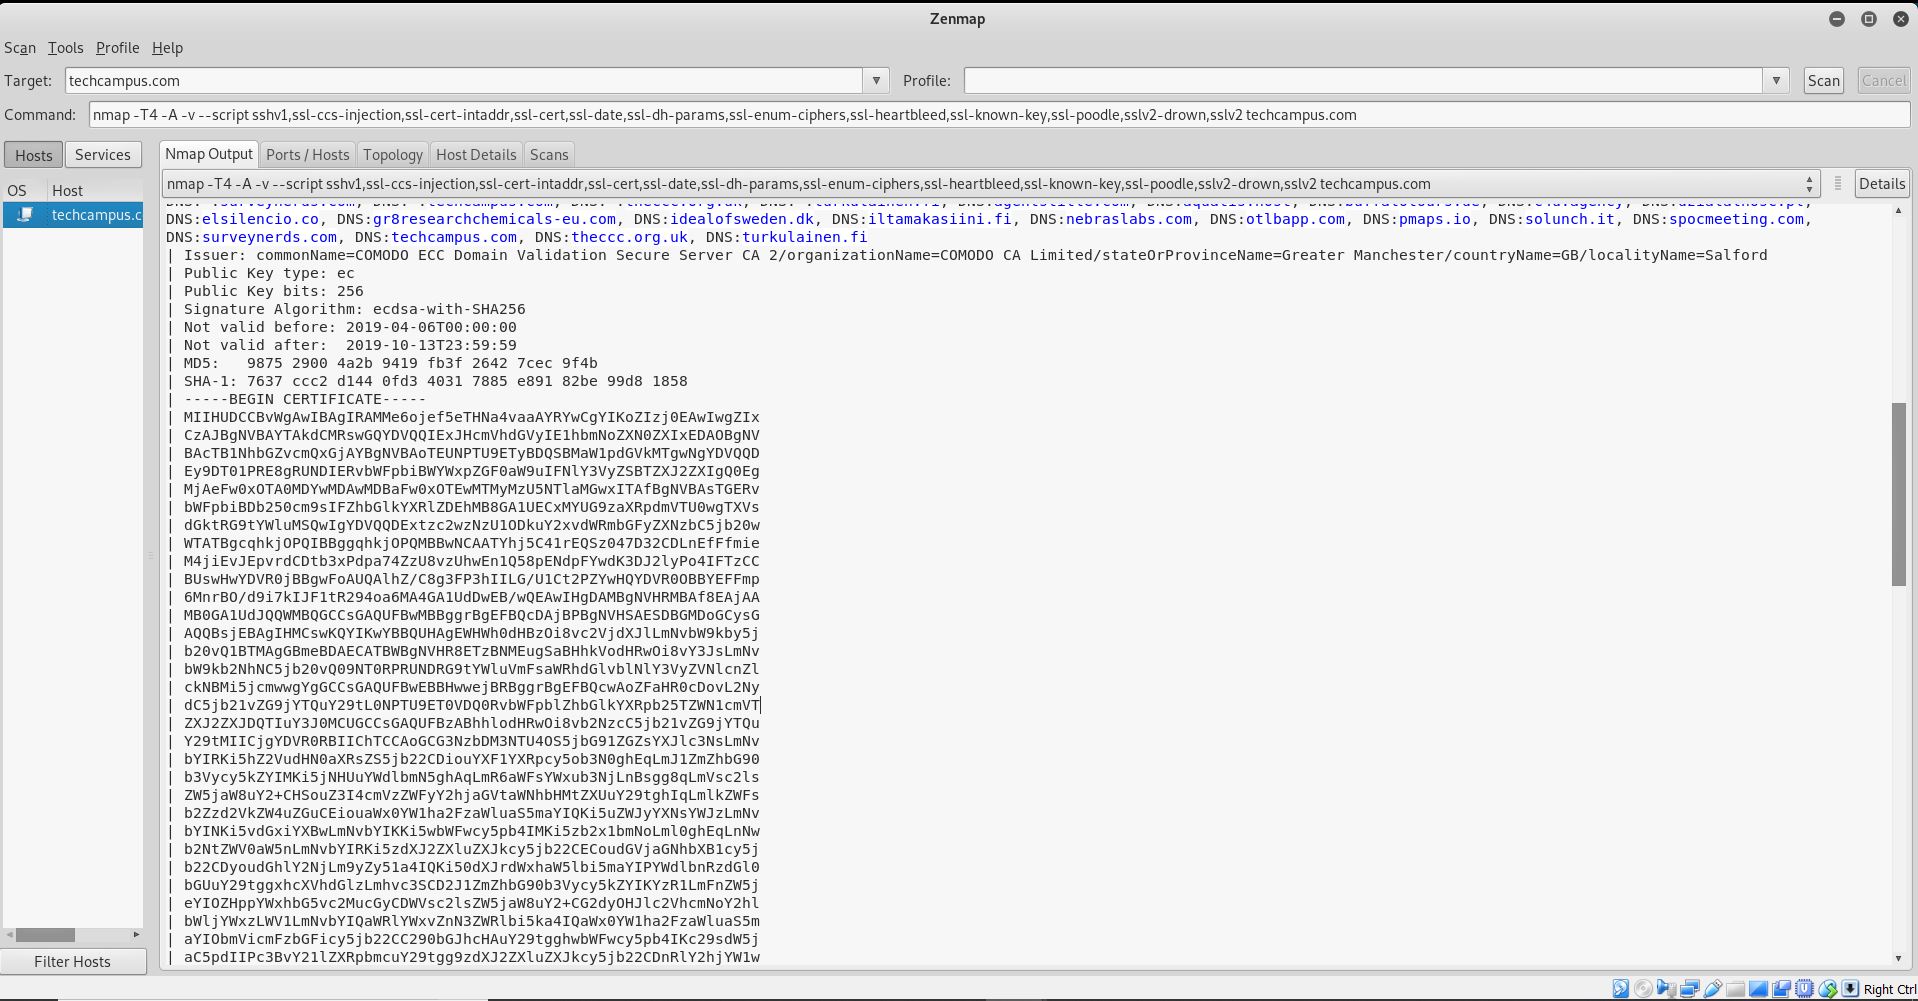 Zenmap
Scan Tools Profile Help
Target: techcampus.com Profile: Scan Cancel
Command: nmap -T4 -A -v --script sshv1,ssl-ccs-injection,ssl-cert-intaddr,ssl-cert,ssl-date,ssl-dh-params,ssl-enum-ciphers,ssl-heartbleed,ssl-known-key,ssl-poodle,sslv2-drown,sslv2 techcampus.com
Hosts Services Nmap Output Ports / Hosts Topology Host Details Scans
nmap -T4 -A -v --script sshv1,ssl-ccs-injection,ssl-cert-intaddr,ssl-cert,ssl-date,ssl-dh-params,ssl-enum-ciphers,ssl-heartbleed,ssl-known-key,ssl-poodle,sslv2-drown,sslv2 techcampus.com Details
OS Host
techcampus.c
DNS:elsilencio.co, DNS:gr8researchchemicals-eu.com, DNS:idealofsweden.dk, DNS:iltamakasiini.fi, DNS:nebraslabs.com, DNS:otlbapp.com, DNS:pmaps.io, DNS:solunch.it, DNS:spocmeeting.com,
DNS:surveynerds.com, DNS:techcampus.com, DNS:theccc.org.uk, DNS:turkulainen.fi
| Issuer: commonName=COMODO ECC Domain Validation Secure Server CA 2/organizationName=COMODO CA Limited/stateOrProvinceName=Greater Manchester/countryName=GB/localityName=Salford
| Public Key type: ec
| Public Key bits: 256
| Signature Algorithm: ecdsa-with-SHA256
| Not valid before: 2019-04-06T00:00:00
| Not valid after:  2019-10-13T23:59:59
| MD5:   9875 2900 4a2b 9419 fb3f 2642 7cec 9f4b
| SHA-1: 7637 ccc2 d144 0fd3 4031 7885 e891 82be 99d8 1858
| -----BEGIN CERTIFICATE-----
| MIIHUDCCBvWgAwIBAgIRAMMe6ojef5eTHNa4vaaAYRYwCgYIKoZIzj0EAwIwgZIx
| CzAJBgNVBAYTAkdCMRswGQYDVQQIExJHcmVhdGVyIE1hbmNoZXN0ZXIxEDAOBgNV
| BAcTB1NhbGZvcmQxGjAYBgNVBAoTEUNPTU9ETyBDQSBMaW1pdGVkMTgwNgYDVQQD
| Ey9DT01PRE8gRUNDIERvbWFpbiBWYWxpZGF0aW9uIFNlY3VyZSBTZXJ2ZXIgQ0Eg
| MjAeFw0xOTA0MDYwMDAwMDBaFw0xOTEwMTMyMzU5NTlaMGwxITAfBgNVBAsTGERv
| bWFpbiBDb250cm9sIFZhbGlkYXRlZDEhMB8GA1UECxMYUG9zaXRpdmVTU0wgTXVs
| dGktRG9tYWluMSQwIgYDVQQDExtzc2wzNzU1ODkuY2xvdWRmbGFyZXNzbC5jb20w
| WTATBgcqhkjOPQIBBggqhkjOPQMBBwNCAATYhj5C41rEQSz047D32CDLnEfFfmie
| M4jiEvJEpvrdCDtb3xPdpa74ZzU8vzUhwEn1Q58pENdpFYwdK3DJ2lyPo4IFTzCC
| BUswHwYDVR0jBBgwFoAUQAlhZ/C8g3FP3hIILG/U1Ct2PZYwHQYDVR0OBBYEFFmp
| 6MnrBO/d9i7kIJF1tR294oa6MA4GA1UdDwEB/wQEAwIHgDAMBgNVHRMBAf8EAjAA
| MB0GA1UdJQQWMBQGCCsGAQUFBwMBBggrBgEFBQcDAjBPBgNVHSAESDBGMDoGCysG
| AQQBsjEBAgIHMCswKQYIKwYBBQUHAgEWHWh0dHBzOi8vc2VjdXJlLmNvbW9kby5j
| b20vQ1BTMAgGBmeBDAECATBWBgNVHR8ETzBNMEugSaBHhkVodHRwOi8vY3JsLmNv
| bW9kb2NhNC5jb20vQ09NT0RPRUNDRG9tYWluVmFsaWRhdGlvblNlY3VyZVNlcnZl
| ckNBMi5jcmwwgYgGCCsGAQUFBwEBBHwwejBRBggrBgEFBQcwAoZFaHR0cDovL2Ny
| dC5jb21vZG9jYTQuY29tL0NPTU9ET0VDQ0RvbWFpblZhbGlkYXRpb25TZWN1cmVT
| ZXJ2ZXJDQTIuY3J0MCUGCCsGAQUFBzABhhlodHRwOi8vb2NzcC5jb21vZG9jYTQu
| Y29tMIICjgYDVR0RBIIChTCCAoGCG3NzbDM3NTU4OS5jbG91ZGZsYXJlc3NsLmNv
| bYIRKi5hZ2VudHN0aXRsZS5jb22CDiouYXF1YXRpcy5ob3N0ghEqLmJ1ZmZhbG90
| b3Vycy5kZYIMKi5jNHUuYWdlbmN5ghAqLmR6aWFsYWxub3NjLnBsgg8qLmVsc2ls
| ZW5jaW8uY2+CHSouZ3I4cmVzZWFyY2hjaGVtaWNhbHMtZXUuY29tghIqLmlkZWFs
| b2Zzd2VkZW4uZGuCEiouaWx0YW1ha2FzaWluaS5maYIQKi5uZWJyYXNsYWJzLmNv
| bYINKi5vdGxiYXBwLmNvbYIKKi5wbWFwcy5pb4IMKi5zb2x1bmNoLml0ghEqLnNw
| b2NtZWV0aW5nLmNvbYIRKi5zdXJ2ZXluZXJkcy5jb22CECoudGVjaGNhbXB1cy5j
| b22CDyoudGhlY2NjLm9yZy51a4IQKi50dXJrdWxhaW5lbi5maYIPYWdlbnRzdGl0
| bGUuY29tggxhcXVhdGlzLmhvc3SCD2J1ZmZhbG90b3Vycy5kZYIKYzR1LmFnZW5j
| eYIOZHppYWxhbG5vc2MucGyCDWVsc2lsZW5jaW8uY2+CG2dyOHJlc2VhcmNoY2hl
| bWljYWxzLWV1LmNvbYIQaWRlYWxvZnN3ZWRlbi5ka4IQaWx0YW1ha2FzaWluaS5m
| aYIObmVicmFzbGFicy5jb22CC290bGJhcHAuY29tgghwbWFwcy5pb4IKc29sdW5j
| aC5pdIIPc3BvY21lZXRpbmcuY29tgg9zdXJ2ZXluZXJkcy5jb22CDnRlY2hjYW1w
Filter Hosts
Right Ctrl